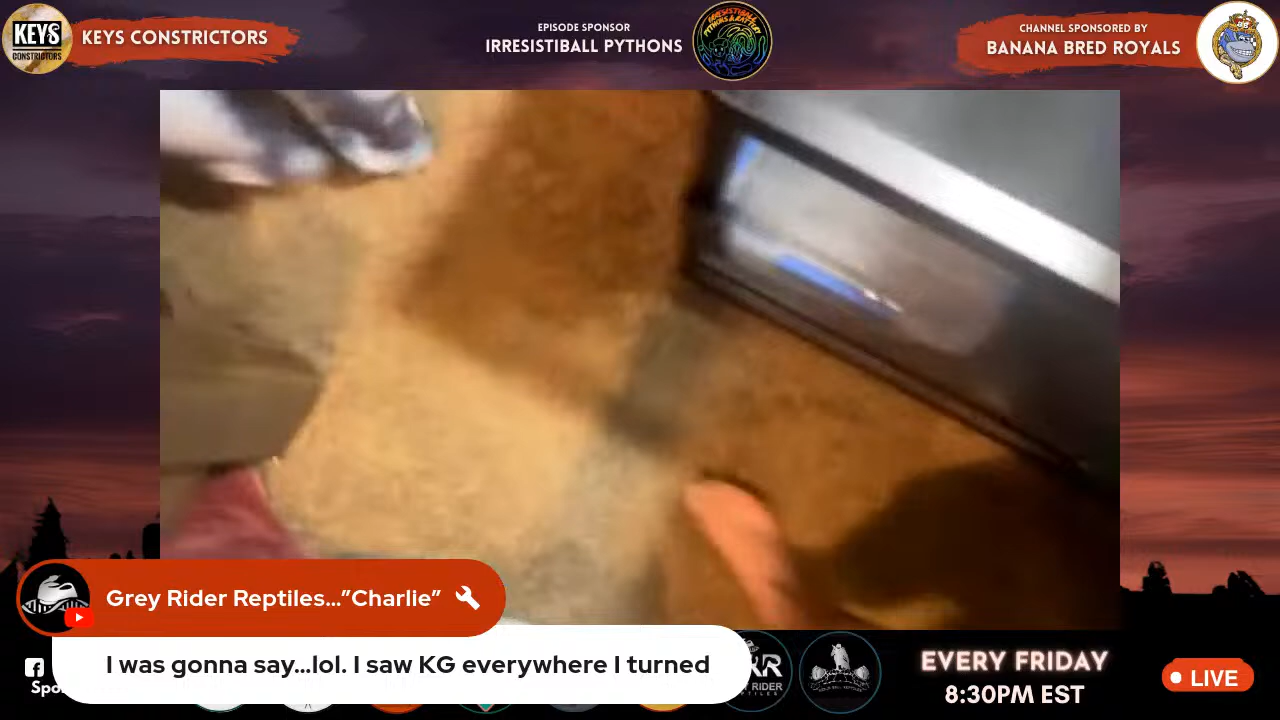 KEYS
CONSTRICTORS
KEYS CONSTRICTORS
EPISODE SPONSOR
IRRESISTIBALL PYTHONS
CHANNEL SPONSORED BY
BANANA BRED ROYALS
Grey Rider Reptiles..."Charlie"
I was gonna say...lol. I saw KG everywhere I turned
EVERY FRIDAY
8:30PM EST
LIVE